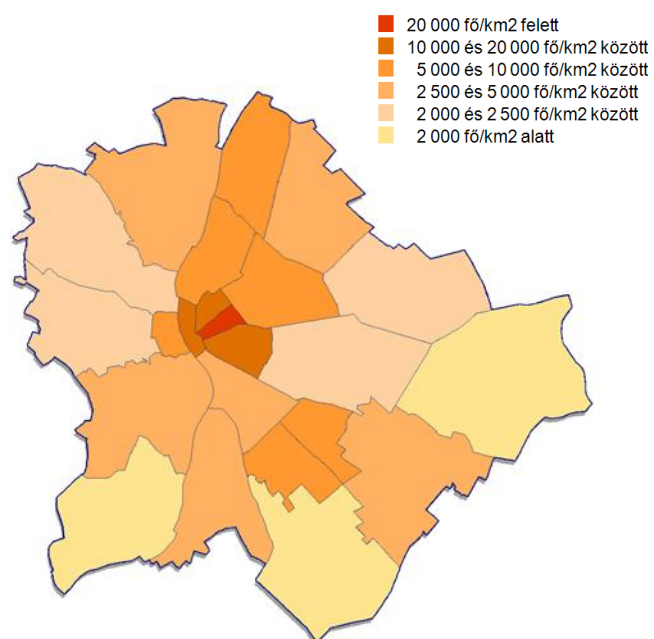 20 000 fő/km2 felett
10 000 és 20 000 fő/km2 között
5 000 és 10 000 fő/km2 között
2 500 és 5 000 fő/km2 között
2 000 és 2 500 fő/km2 között
2 000 fő/km2 alatt